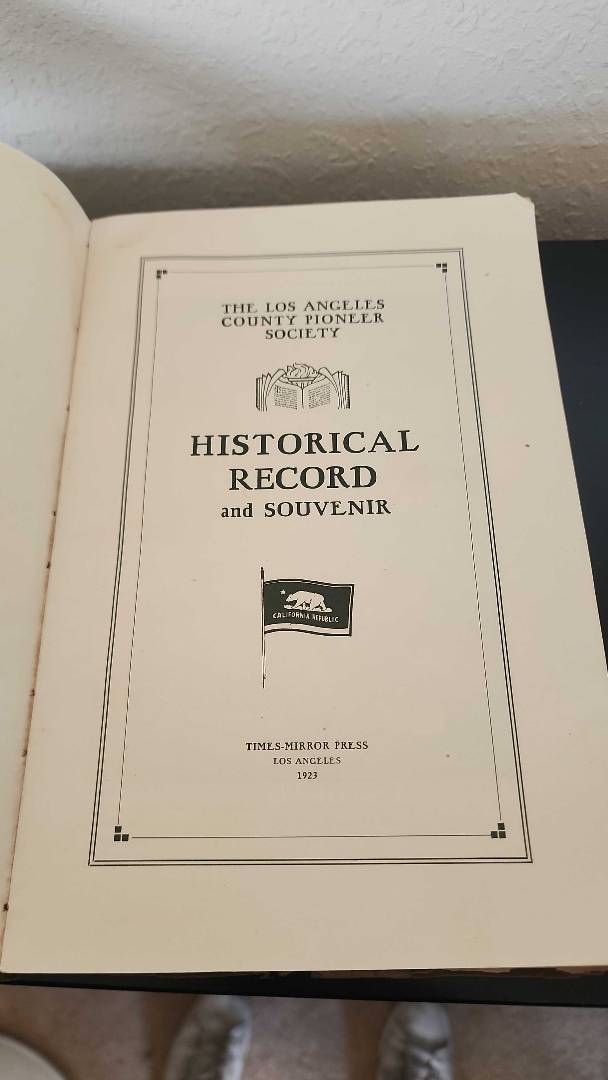 THE LOS ANGELES
COUNTY PIONEER
SOCIETY
HISTORICAL
RECORD
and SOUVENIR
CALIFORNIA REPUBLIC
TIMES-MIRROR PRESS
LOS ANGELES
1923